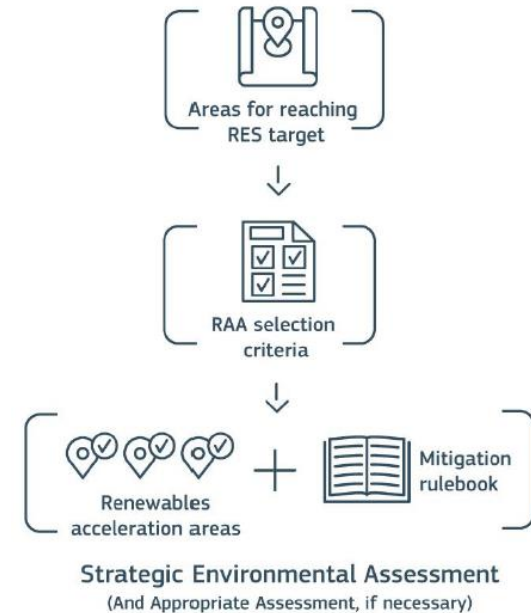 Areas for reaching
RES target
RAA selection
criteria
Renewables
acceleration areas
Mitigation
rulebook
Strategic Environmental Assessment
(And Appropriate Assessment, if necessary)